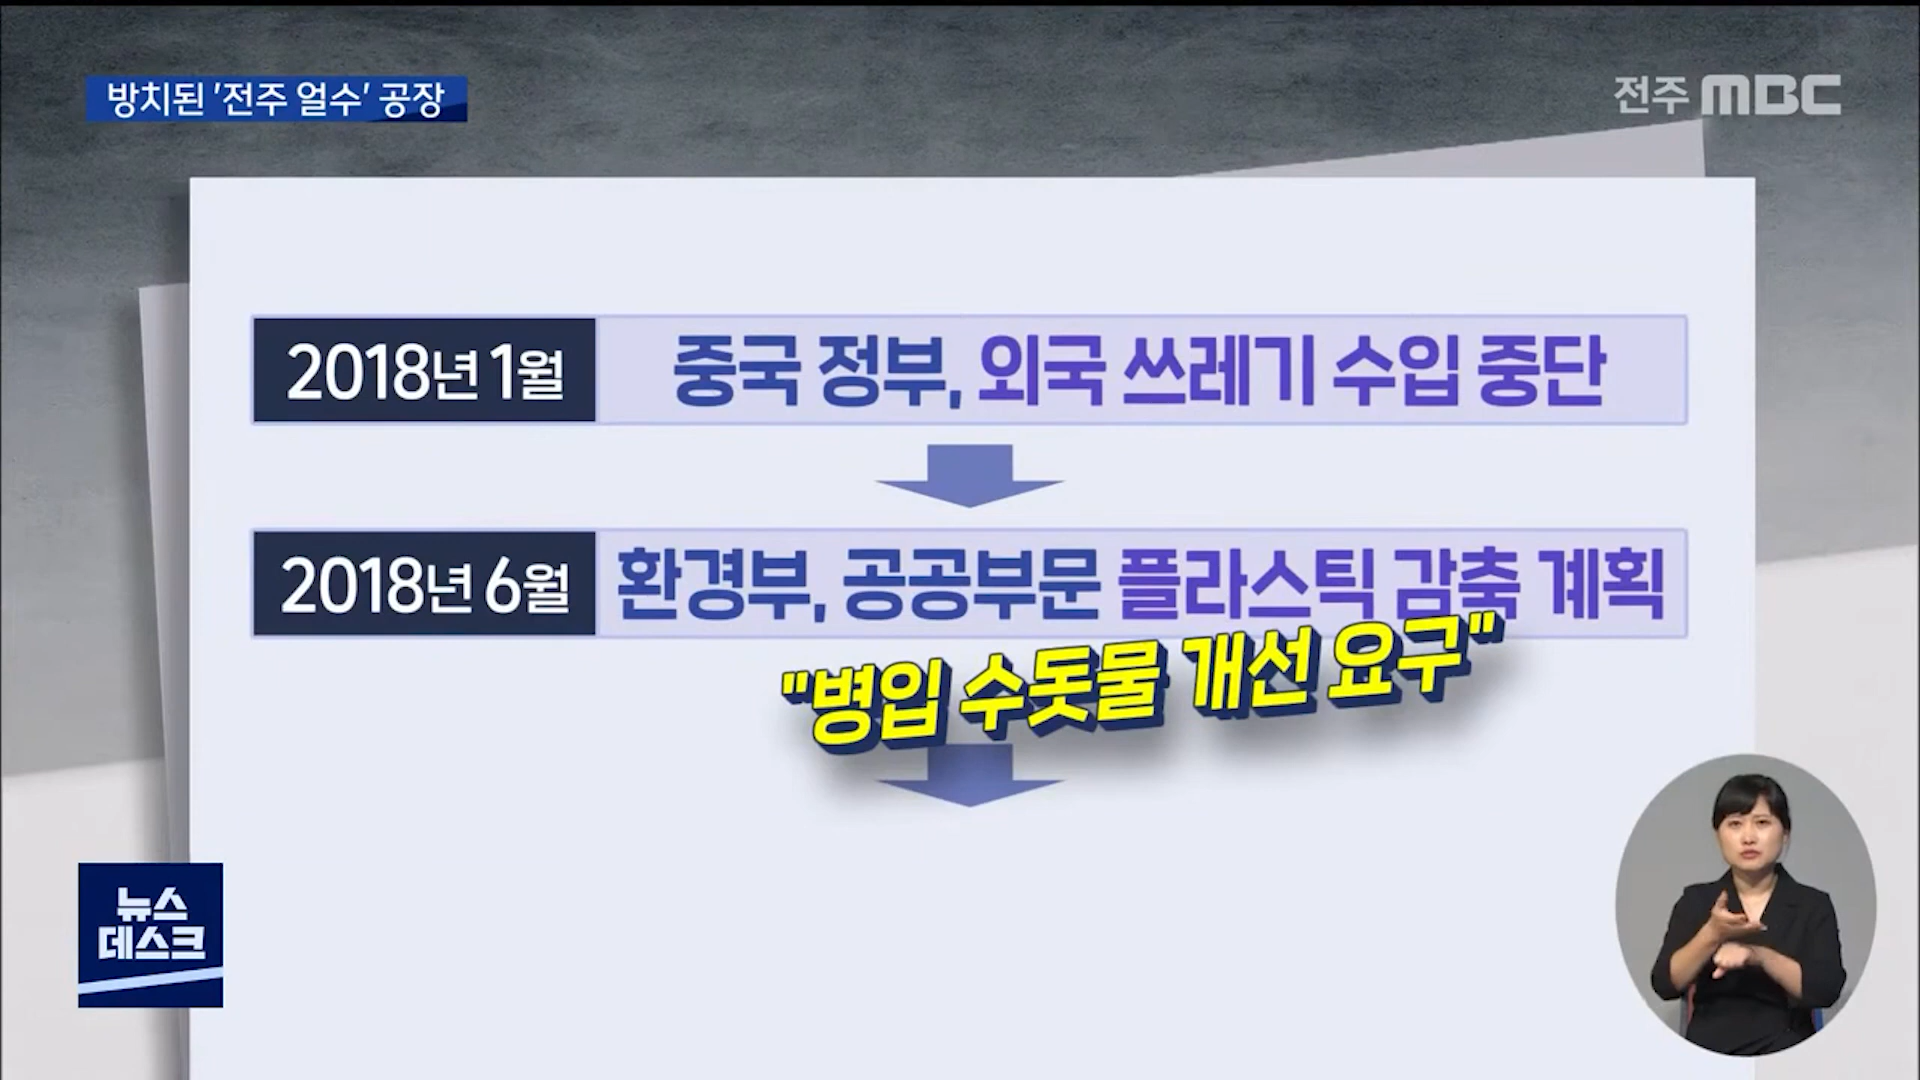 방치된 '전주 얼수' 공장
전주 MBC
2018년 1월 중국 정부, 외국 쓰레기 수입 중단
2018년 6월 환경부, 공공부문 플라스틱 감축 계획
"병입 수돗물 개선 요구"
뉴스
데스크